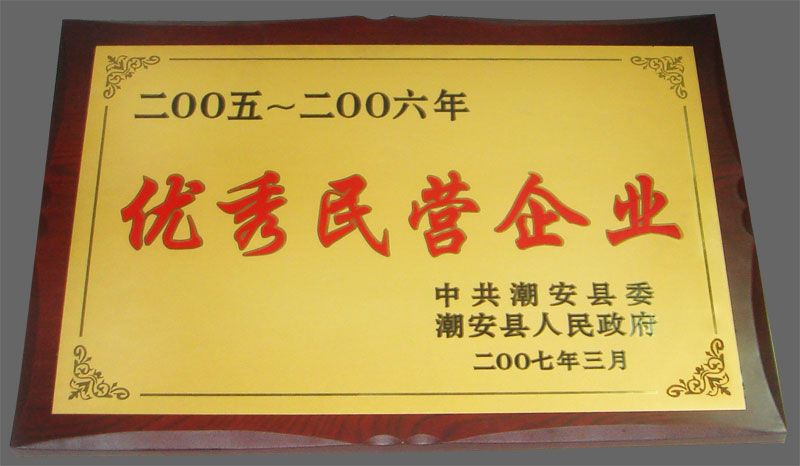 二OO五～二OO六年
优秀民营企业
中共潮安县委
潮安县人民政府
二OO七年三月